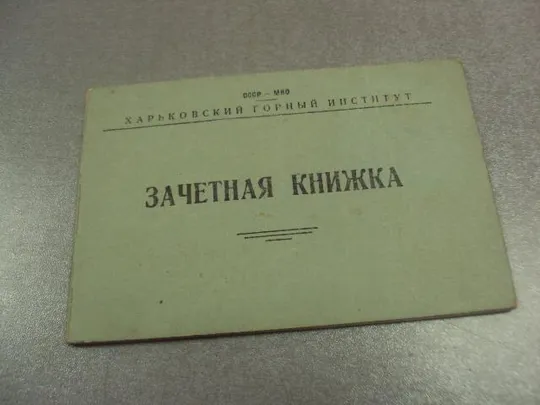 СССР — МВО
ХАРЬКОВСКИЙ ГОРНЫЙ ИНСТИТУТ
ЗАЧЕТНАЯ КНИЖКА